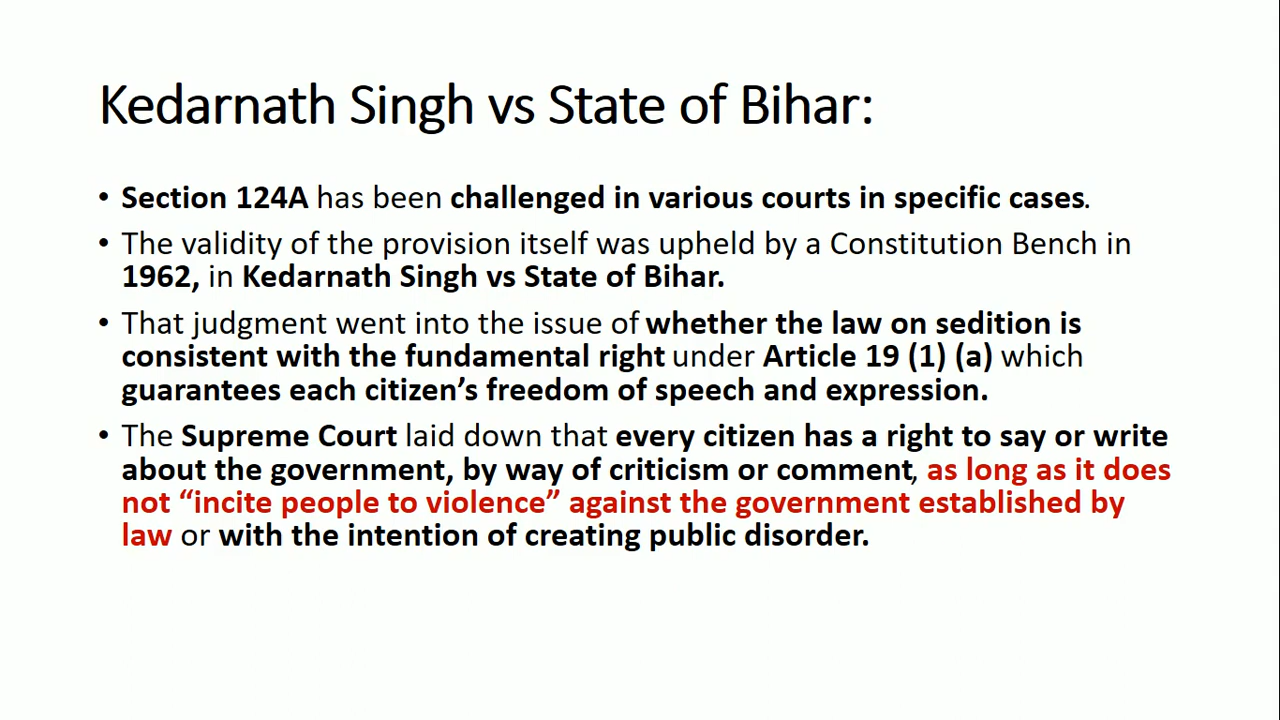 Kedarnath Singh vs State of Bihar:
• Section 124A has been challenged in various courts in specific cases.
• The validity of the provision itself was upheld by a Constitution Bench in
1962, in Kedarnath Singh vs State of Bihar.
• That judgment went into the issue of whether the law on sedition is
consistent with the fundamental right under Article 19 (1) (a) which
guarantees each citizen’s freedom of speech and expression.
• The Supreme Court laid down that every citizen has a right to say or write
about the government, by way of criticism or comment, as long as it does
not “incite people to violence” against the government established by
law or with the intention of creating public disorder.